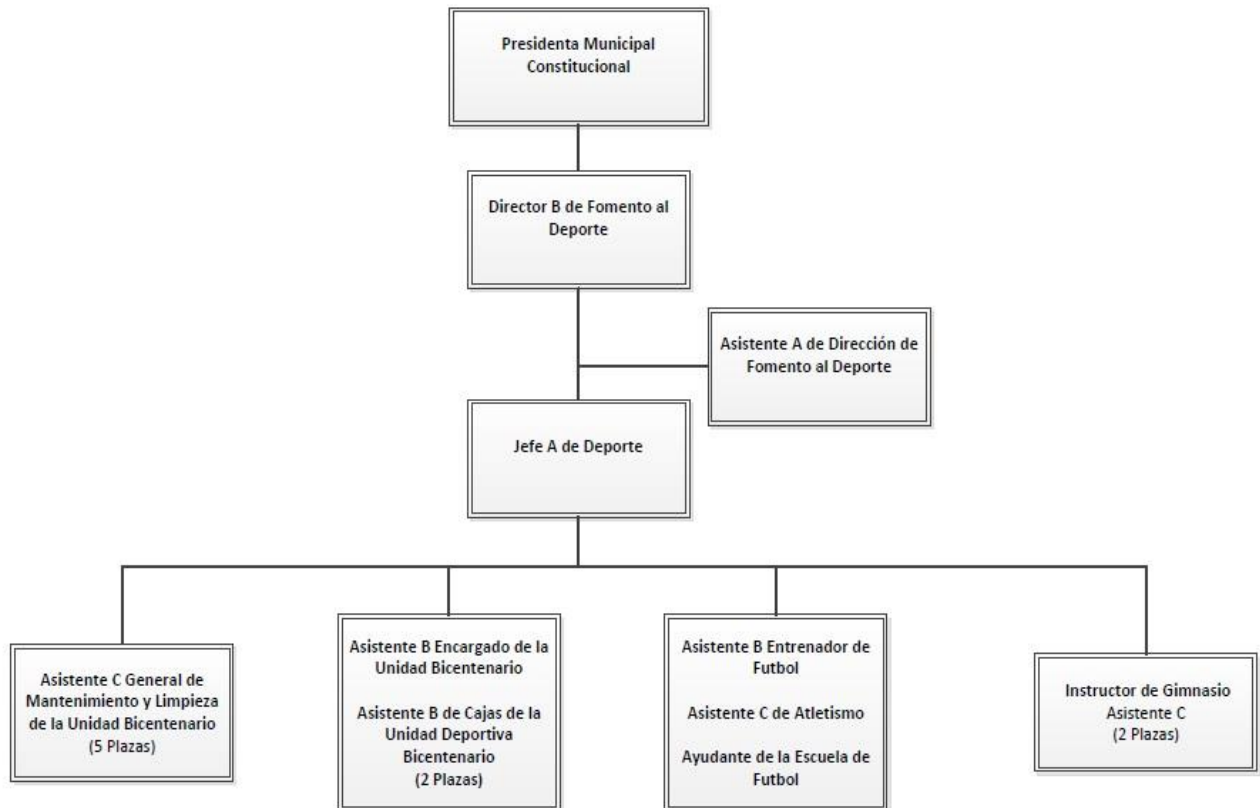 Presidenta Municipal
Constitucional
Director B de Fomento al
Deporte
Asistente A de Dirección de
Fomento al Deporte
Jefe A de Deporte
Asistente C General de
Mantenimiento y Limpieza
de la Unidad Bicentenario
(5 Plazas)
Asistente B Encargado de la
Unidad Bicentenario
Asistente B de Cajas de la
Unidad Deportiva
Bicentenario
(2 Plazas)
Asistente B Entrenador de
Futbol
Asistente C de Atletismo
Ayudante de la Escuela de
Futbol
Instructor de Gimnasio
Asistente C
(2 Plazas)